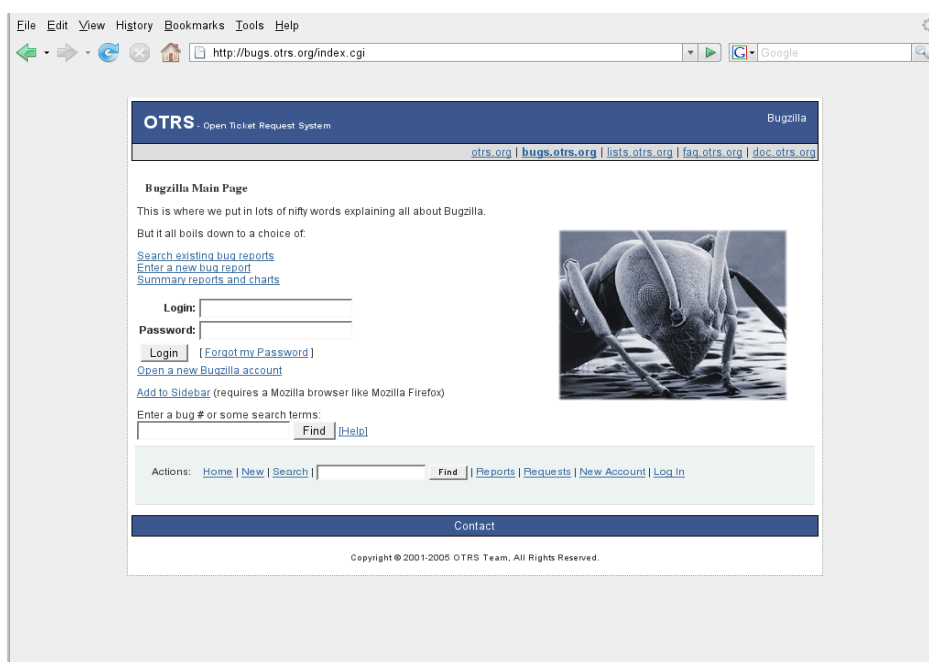 File Edit View History Bookmarks Tools Help
http://bugs.otrs.org/index.cgi G Google
OTRS - Open Ticket Request System Bugzilla
otrs.org | bugs.otrs.org | lists.otrs.org | faq.otrs.org | doc.otrs.org
Bugzilla Main Page
This is where we put in lots of nifty words explaining all about Bugzilla.
But it all boils down to a choice of:
Search existing bug reports
Enter a new bug report
Summary reports and charts
Login:
Password:
Login [ Forgot my Password ]
Open a new Bugzilla account
Add to Sidebar (requires a Mozilla browser like Mozilla Firefox)
Enter a bug # or some search terms:
Find [Help]
Actions: Home | New | Search | Find | Reports | Requests | New Account | Log In
Contact
Copyright © 2001-2005 OTRS Team, All Rights Reserved.